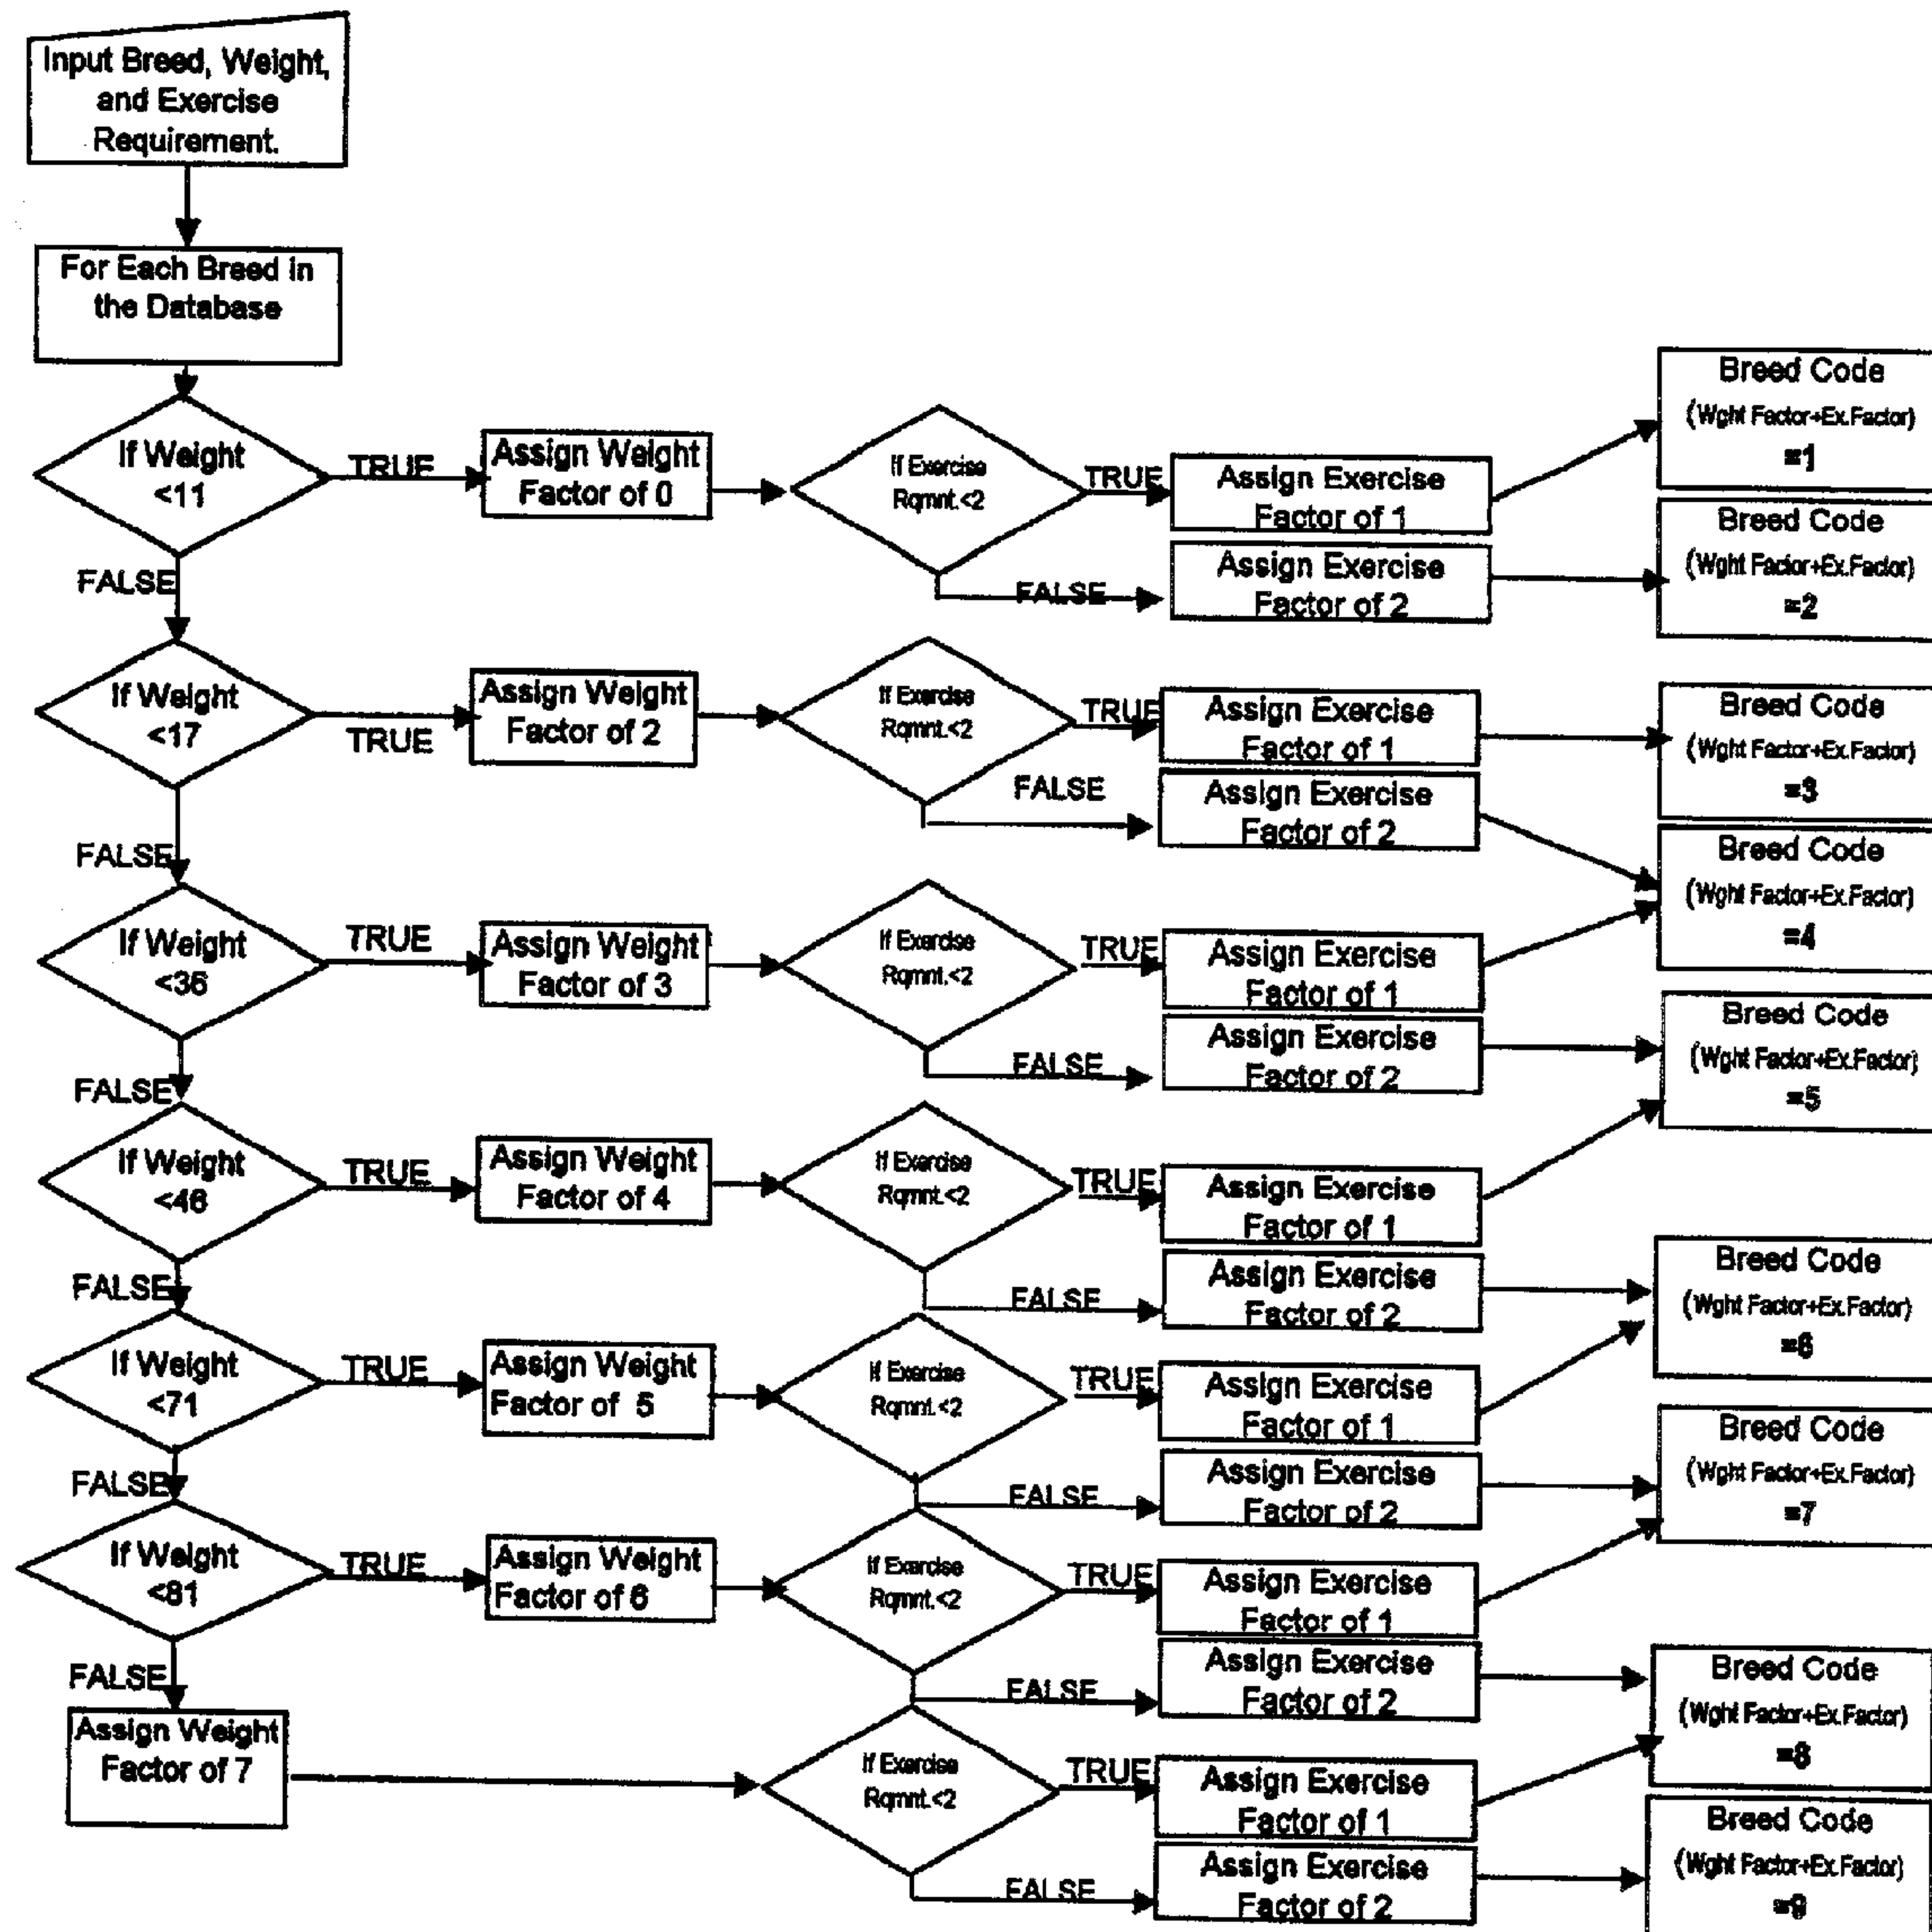 Input Breed, Weight,
and Exercise
Requirement.
For Each Breed in
the Database
If Weight
<11
TRUE
Assign Weight
Factor of 0
If Exercise
Rqmnt.<2
TRUE
Assign Exercise
Factor of 1
Breed Code
(Wght Factor+Ex.Factor)
=1
FALSE
Assign Exercise
Factor of 2
Breed Code
(Wght Factor+Ex.Factor)
=2
FALSE
If Weight
<17
TRUE
Assign Weight
Factor of 2
If Exercise
Rqmnt.<2
TRUE
Assign Exercise
Factor of 1
Breed Code
(Wght Factor+Ex.Factor)
=3
FALSE
Assign Exercise
Factor of 2
Breed Code
(Wght Factor+Ex.Factor)
=4
FALSE
If Weight
<36
TRUE
Assign Weight
Factor of 3
If Exercise
Rqmnt.<2
TRUE
Assign Exercise
Factor of 1
FALSE
Assign Exercise
Factor of 2
Breed Code
(Wght Factor+Ex.Factor)
=5
FALSE
If Weight
<46
TRUE
Assign Weight
Factor of 4
If Exercise
Rqmnt.<2
TRUE
Assign Exercise
Factor of 1
FALSE
Assign Exercise
Factor of 2
Breed Code
(Wght Factor+Ex.Factor)
=6
FALSE
If Weight
<71
TRUE
Assign Weight
Factor of 5
If Exercise
Rqmnt.<2
TRUE
Assign Exercise
Factor of 1
FALSE
Assign Exercise
Factor of 2
Breed Code
(Wght Factor+Ex.Factor)
=7
FALSE
If Weight
<81
TRUE
Assign Weight
Factor of 6
If Exercise
Rqmnt.<2
TRUE
Assign Exercise
Factor of 1
FALSE
Assign Exercise
Factor of 2
Breed Code
(Wght Factor+Ex.Factor)
=8
FALSE
Assign Weight
Factor of 7
If Exercise
Rqmnt.<2
TRUE
Assign Exercise
Factor of 1
FALSE
Assign Exercise
Factor of 2
Breed Code
(Wght Factor+Ex.Factor)
=9